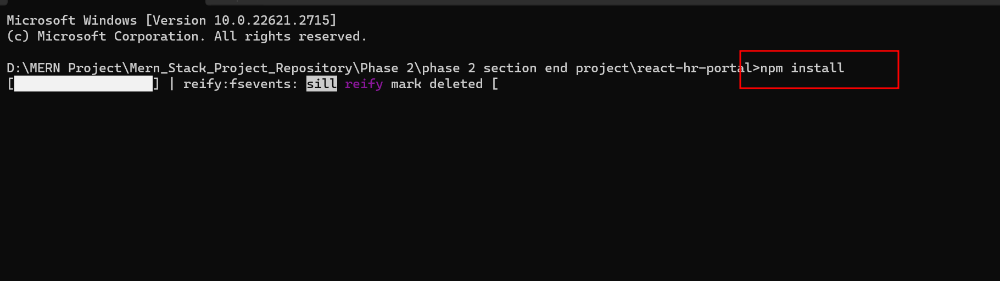 Microsoft Windows [Version 10.0.22621.2715]
(c) Microsoft Corporation. All rights reserved.
D:\MERN Project\Mern_Stack_Project_Repository\Phase 2\phase 2 section end project\react-hr-portal>npm install
[                  ] | reify:fsevents: sill reify mark deleted [